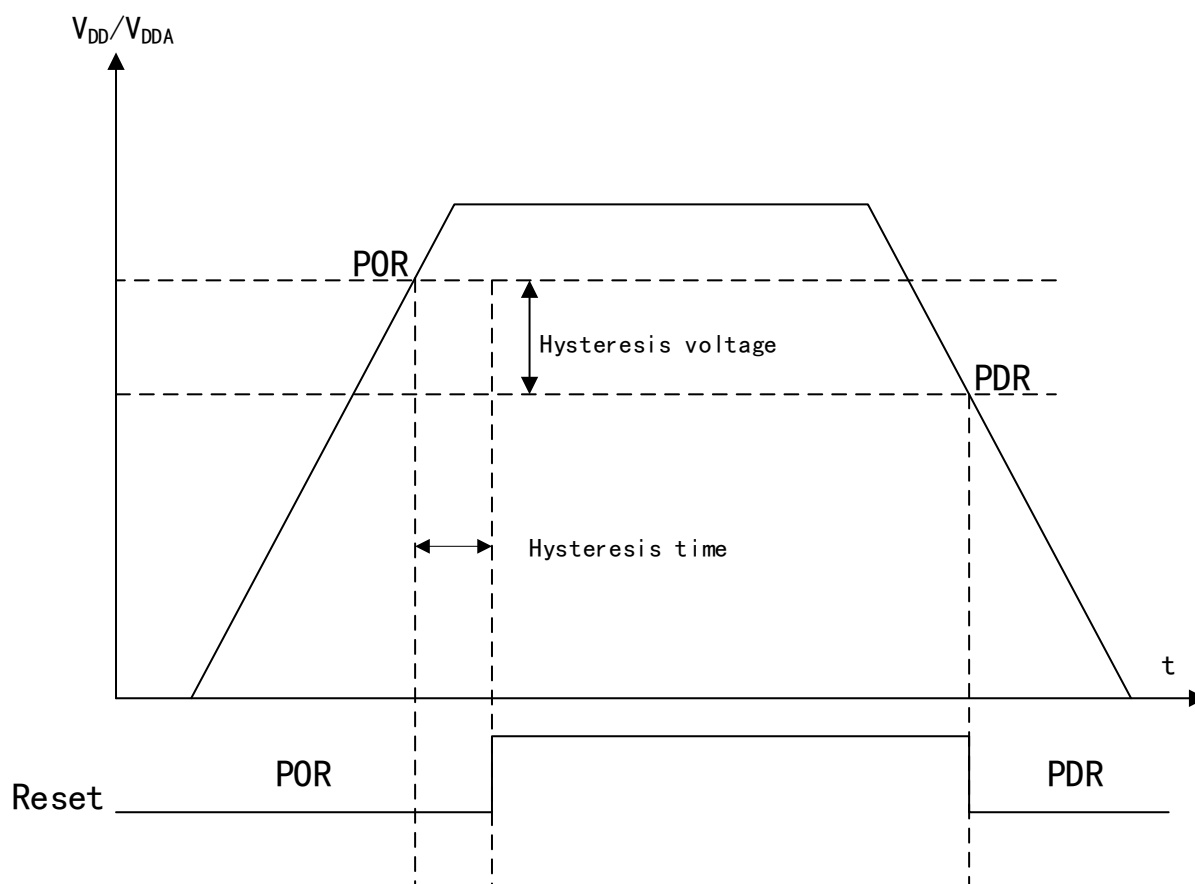 VDD/VDDA
POR
Hysteresis voltage
PDR
Hysteresis time
t
POR
PDR
Reset